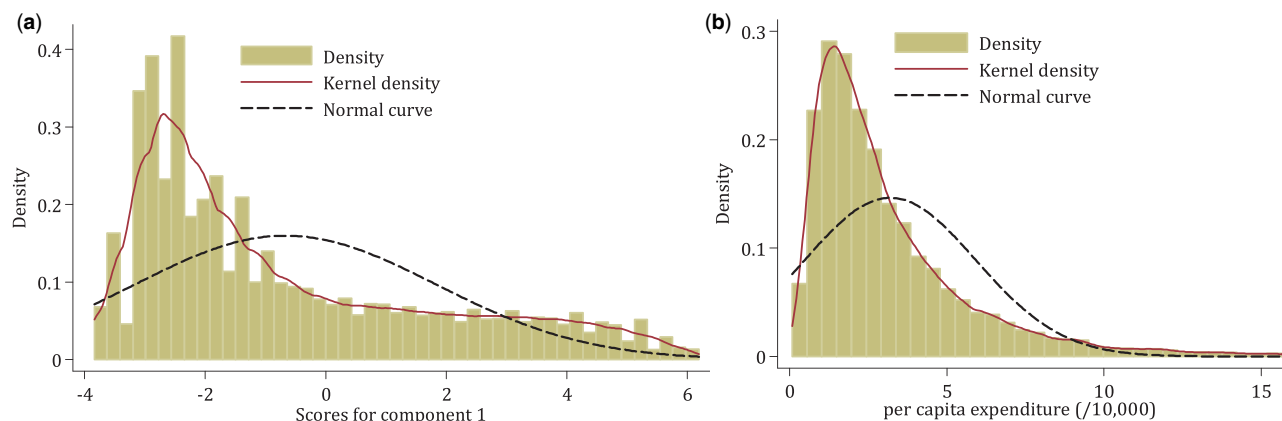 (a)
Density
Kernel density
Normal curve
0.4
0.3
0.2
0.1
0
Density
-4
-2
0
2
4
6
Scores for component 1
(b)
Density
Kernel density
Normal curve
0.3
0.2
0.1
0
Density
0
5
10
15
per capita expenditure (/10,000)